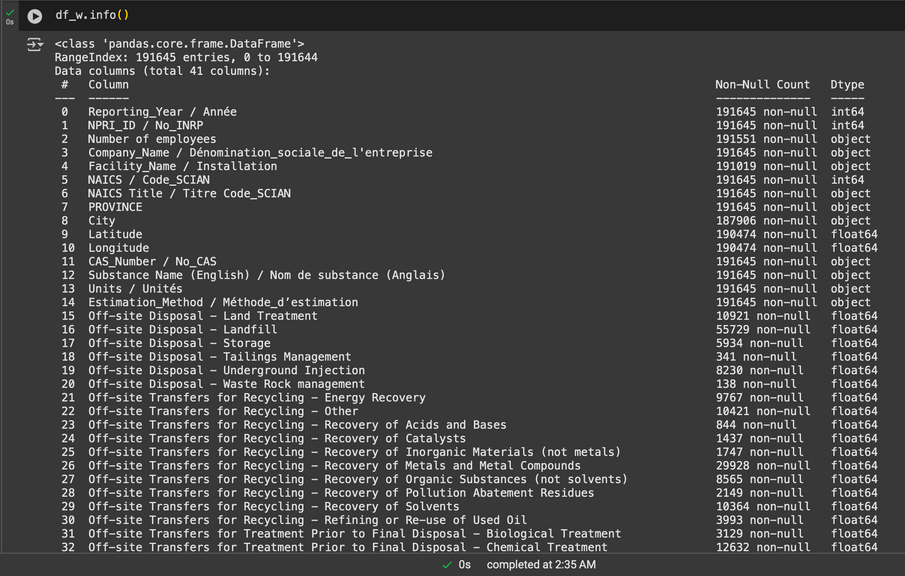 df_w.info()
0s
<class 'pandas.core.frame.DataFrame'>
RangeIndex: 191645 entries, 0 to 191644
Data columns (total 41 columns):
 #   Column                                                                                        Non-Null Count   Dtype
---  ------                                                                                        --------------   -----
 0   Reporting_Year / Année                                                                        191645 non-null  int64
 1   NPRI_ID / No_INRP                                                                             191645 non-null  int64
 2   Number of employees                                                                           191551 non-null  object
 3   Company_Name / Dénomination_sociale_de_l'entreprise                                           191645 non-null  object
 4   Facility_Name / Installation                                                                  191019 non-null  object
 5   NAICS / Code_SCIAN                                                                            191645 non-null  int64
 6   NAICS Title / Titre Code_SCIAN                                                                191645 non-null  object
 7   PROVINCE                                                                                      191645 non-null  object
 8   City                                                                                          187906 non-null  object
 9   Latitude                                                                                      190474 non-null  float64
 10  Longitude                                                                                     190474 non-null  float64
 11  CAS_Number / No_CAS                                                                           191645 non-null  object
 12  Substance Name (English) / Nom de substance (Anglais)                                         191645 non-null  object
 13  Units / Unités                                                                                191645 non-null  object
 14  Estimation_Method / Méthode_d’estimation                                                      191645 non-null  object
 15  Off-site Disposal - Land Treatment                                                            10921 non-null   float64
 16  Off-site Disposal - Landfill                                                                  55729 non-null   float64
 17  Off-site Disposal - Storage                                                                   5934 non-null    float64
 18  Off-site Disposal - Tailings Management                                                       341 non-null     float64
 19  Off-site Disposal - Underground Injection                                                     8230 non-null    float64
 20  Off-site Disposal - Waste Rock management                                                     138 non-null     float64
 21  Off-site Transfers for Recycling - Energy Recovery                                            9767 non-null    float64
 22  Off-site Transfers for Recycling - Other                                                      10421 non-null   float64
 23  Off-site Transfers for Recycling - Recovery of Acids and Bases                                844 non-null     float64
 24  Off-site Transfers for Recycling - Recovery of Catalysts                                      1437 non-null    float64
 25  Off-site Transfers for Recycling - Recovery of Inorganic Materials (not metals)               1747 non-null    float64
 26  Off-site Transfers for Recycling - Recovery of Metals and Metal Compounds                     29928 non-null   float64
 27  Off-site Transfers for Recycling - Recovery of Organic Substances (not solvents)              8565 non-null    float64
 28  Off-site Transfers for Recycling - Recovery of Pollution Abatement Residues                   2149 non-null    float64
 29  Off-site Transfers for Recycling - Recovery of Solvents                                       10364 non-null   float64
 30  Off-site Transfers for Recycling - Refining or Re-use of Used Oil                             3993 non-null    float64
 31  Off-site Transfers for Treatment Prior to Final Disposal - Biological Treatment               3129 non-null    float64
 32  Off-site Transfers for Treatment Prior to Final Disposal - Chemical Treatment                 12632 non-null   float64
0s completed at 2:35 AM